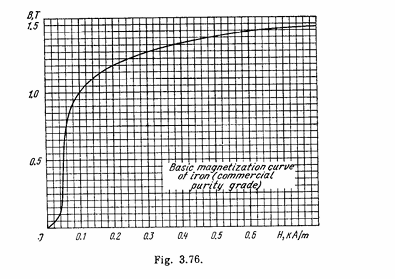 B,T
1.5
1.0
0.5
Basic magnetization curve
of iron (commercial
purity grade)
0
0.1
0.2
0.3
0.4
0.5
0.6
H, kA/m
Fig. 3.76.